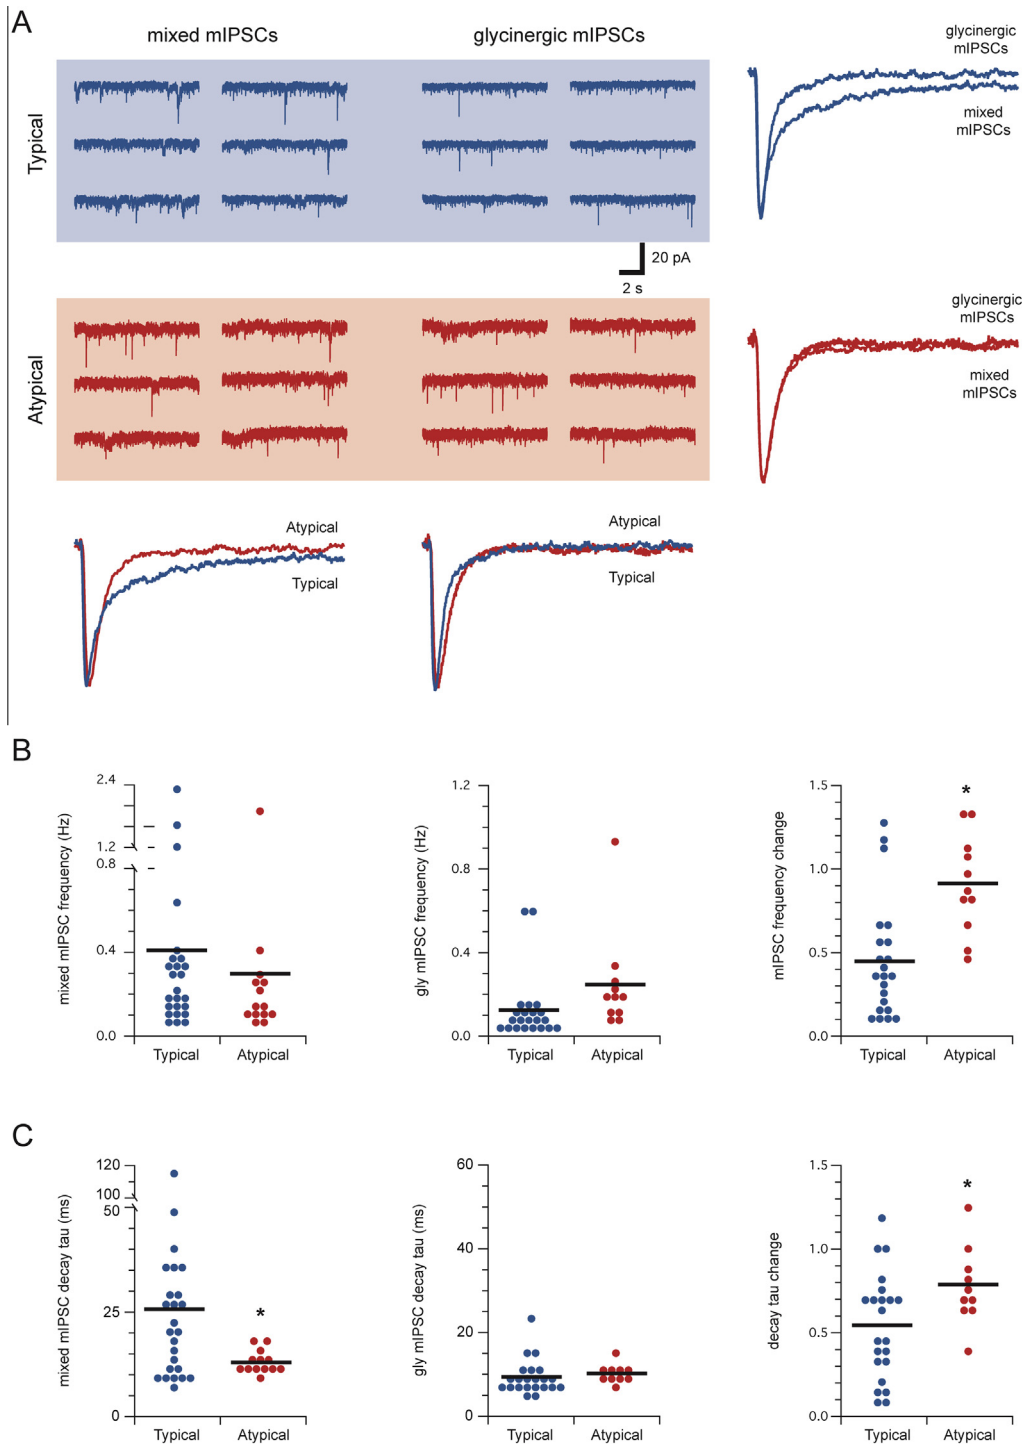 A
mixed mIPSCs
glycinergic mIPSCs
glycinergic
mIPSCs
mixed
mIPSCs
Typical
20 pA
2 s
glycinergic
mIPSCs
mixed
mIPSCs
Atypical
Atypical
Typical
Atypical
Typical
B
mixed mIPSC frequency (Hz)
2.4
1.2
0.8
0.4
0.0
Typical
Atypical
gly mIPSC frequency (Hz)
1.2
0.8
0.4
0.0
Typical
Atypical
mIPSC frequency change
1.5
1.0
0.5
0.0
*
Typical
Atypical
C
mixed mIPSC decay tau (ms)
120
100
50
25
0
*
Typical
Atypical
gly mIPSC decay tau (ms)
60
40
20
0
Typical
Atypical
decay tau change
1.5
1.0
0.5
0.0
*
Typical
Atypical